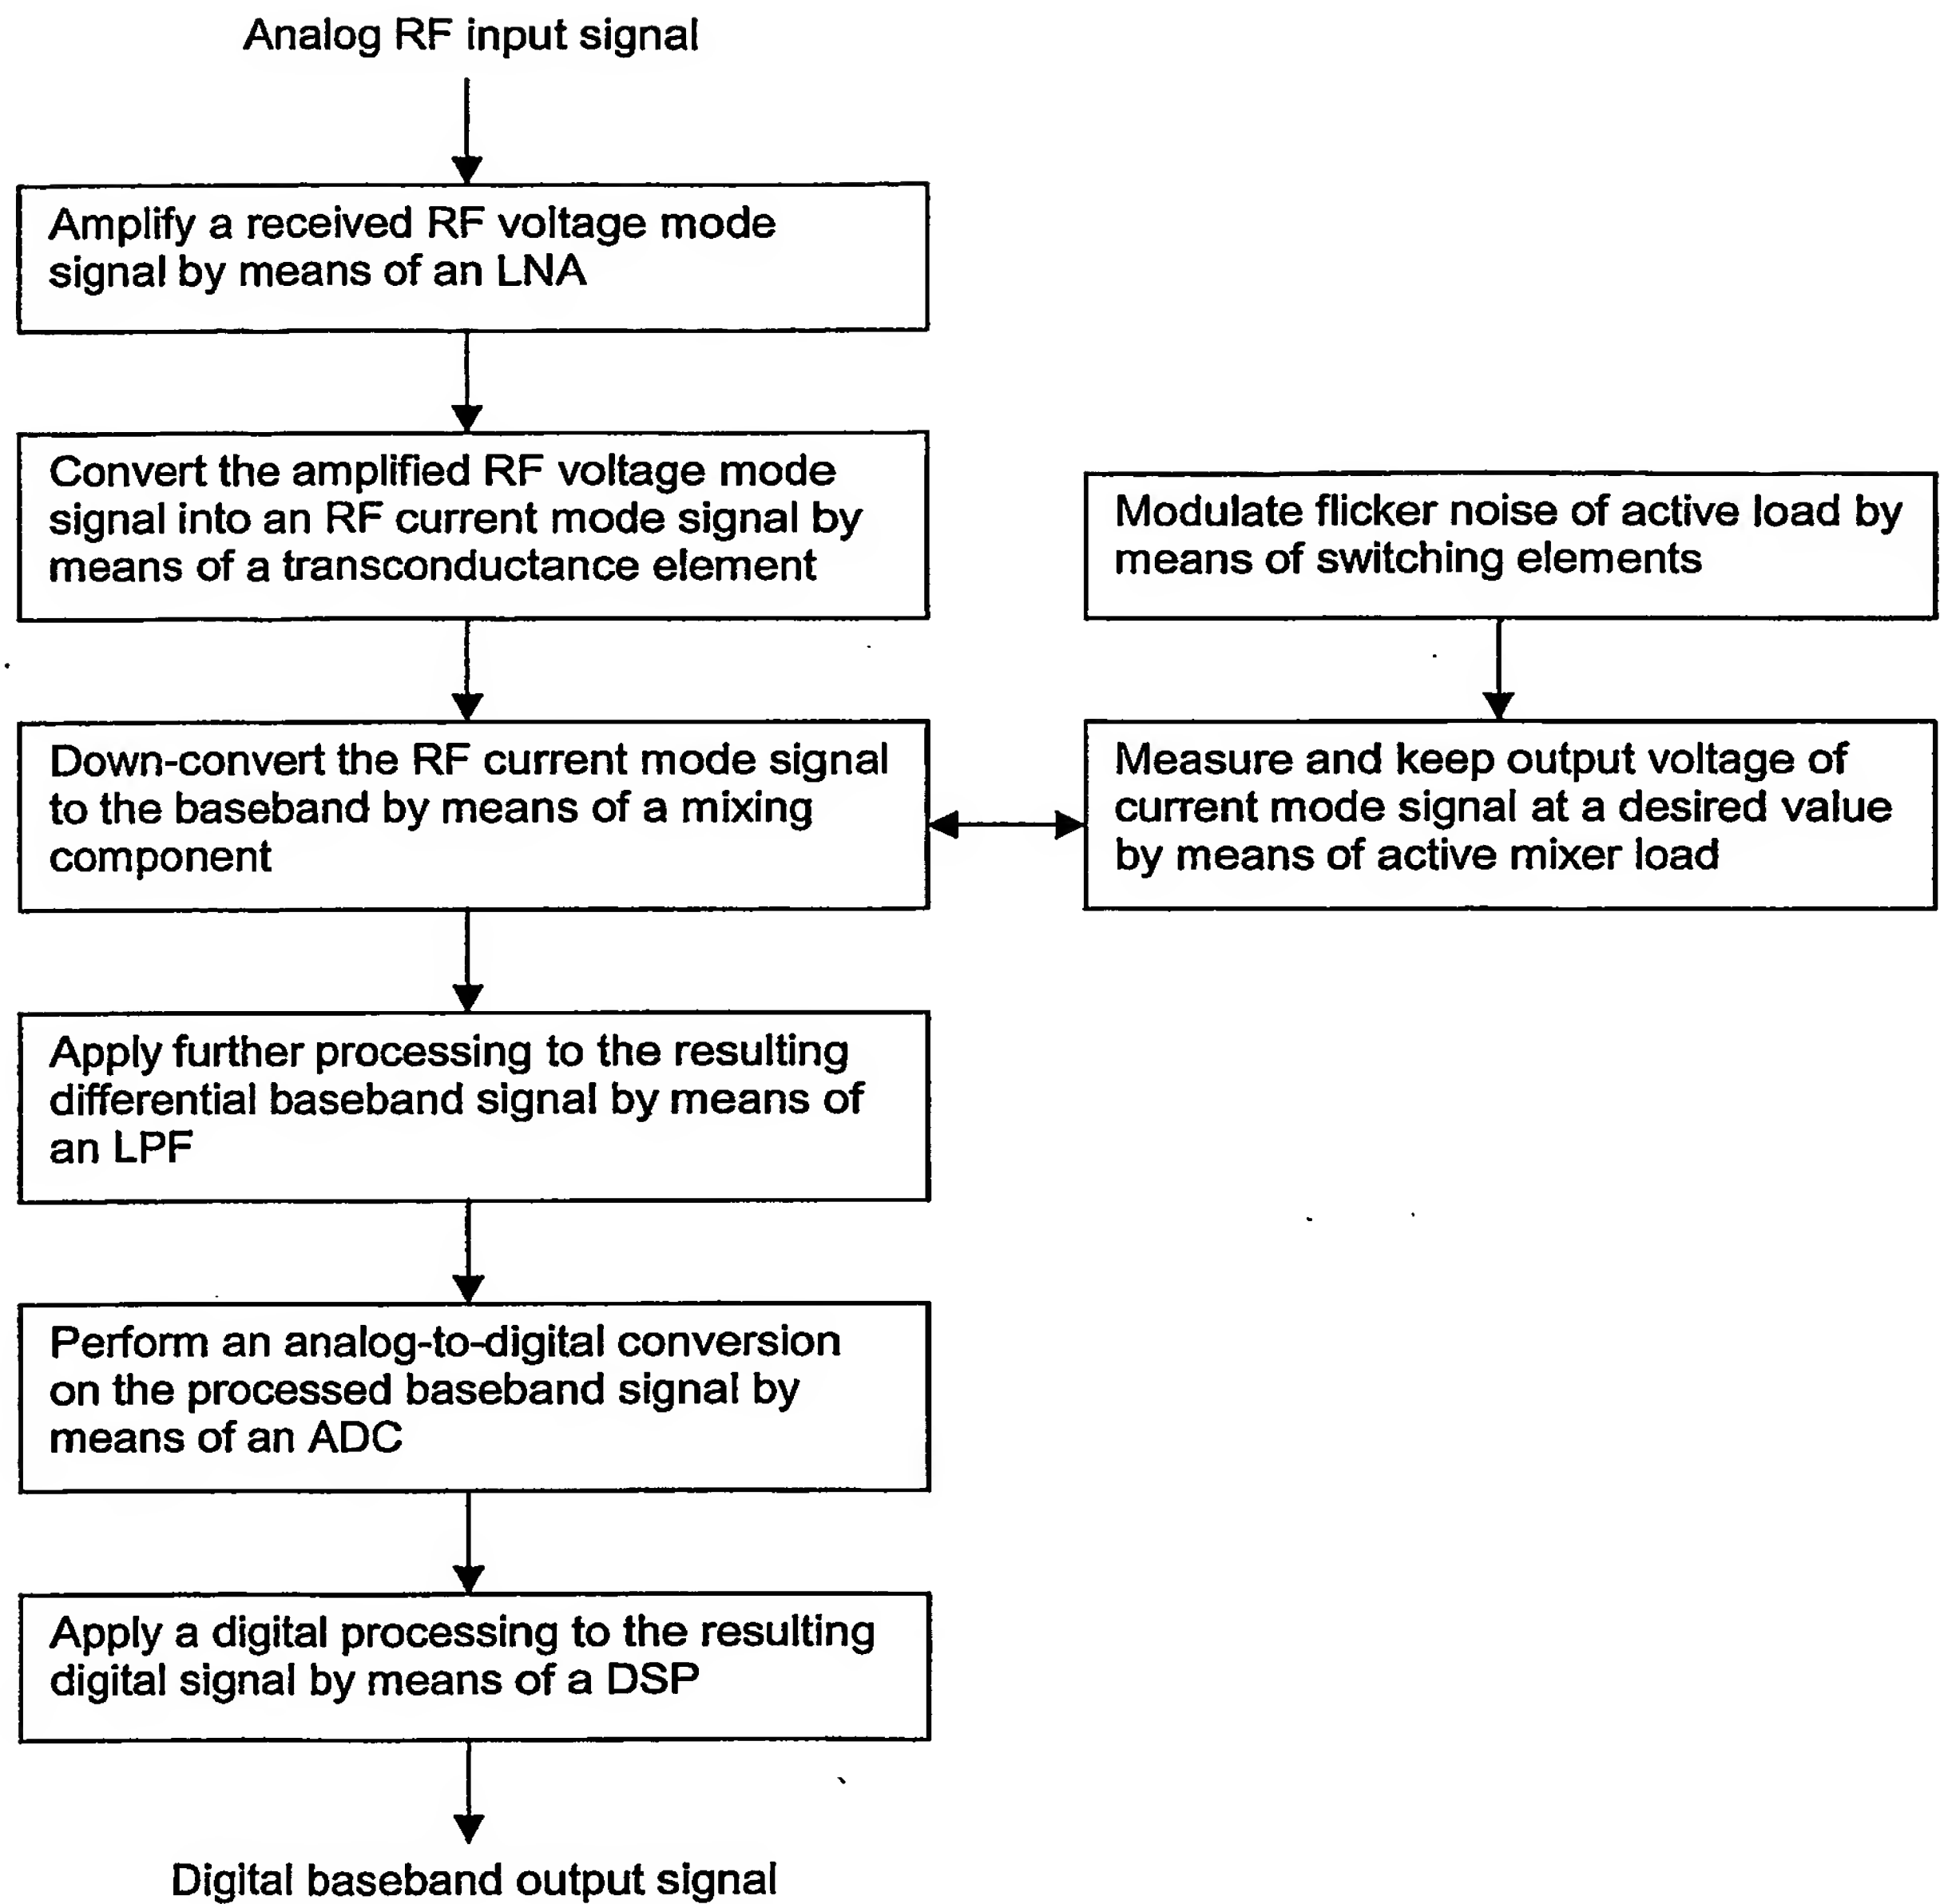 Analog RF input signal
Amplify a received RF voltage mode
signal by means of an LNA
Convert the amplified RF voltage mode
signal into an RF current mode signal by
means of a transconductance element
Modulate flicker noise of active load by
means of switching elements
Down-convert the RF current mode signal
to the baseband by means of a mixing
component
Measure and keep output voltage of
current mode signal at a desired value
by means of active mixer load
Apply further processing to the resulting
differential baseband signal by means of
an LPF
Perform an analog-to-digital conversion
on the processed baseband signal by
means of an ADC
Apply a digital processing to the resulting
digital signal by means of a DSP
Digital baseband output signal